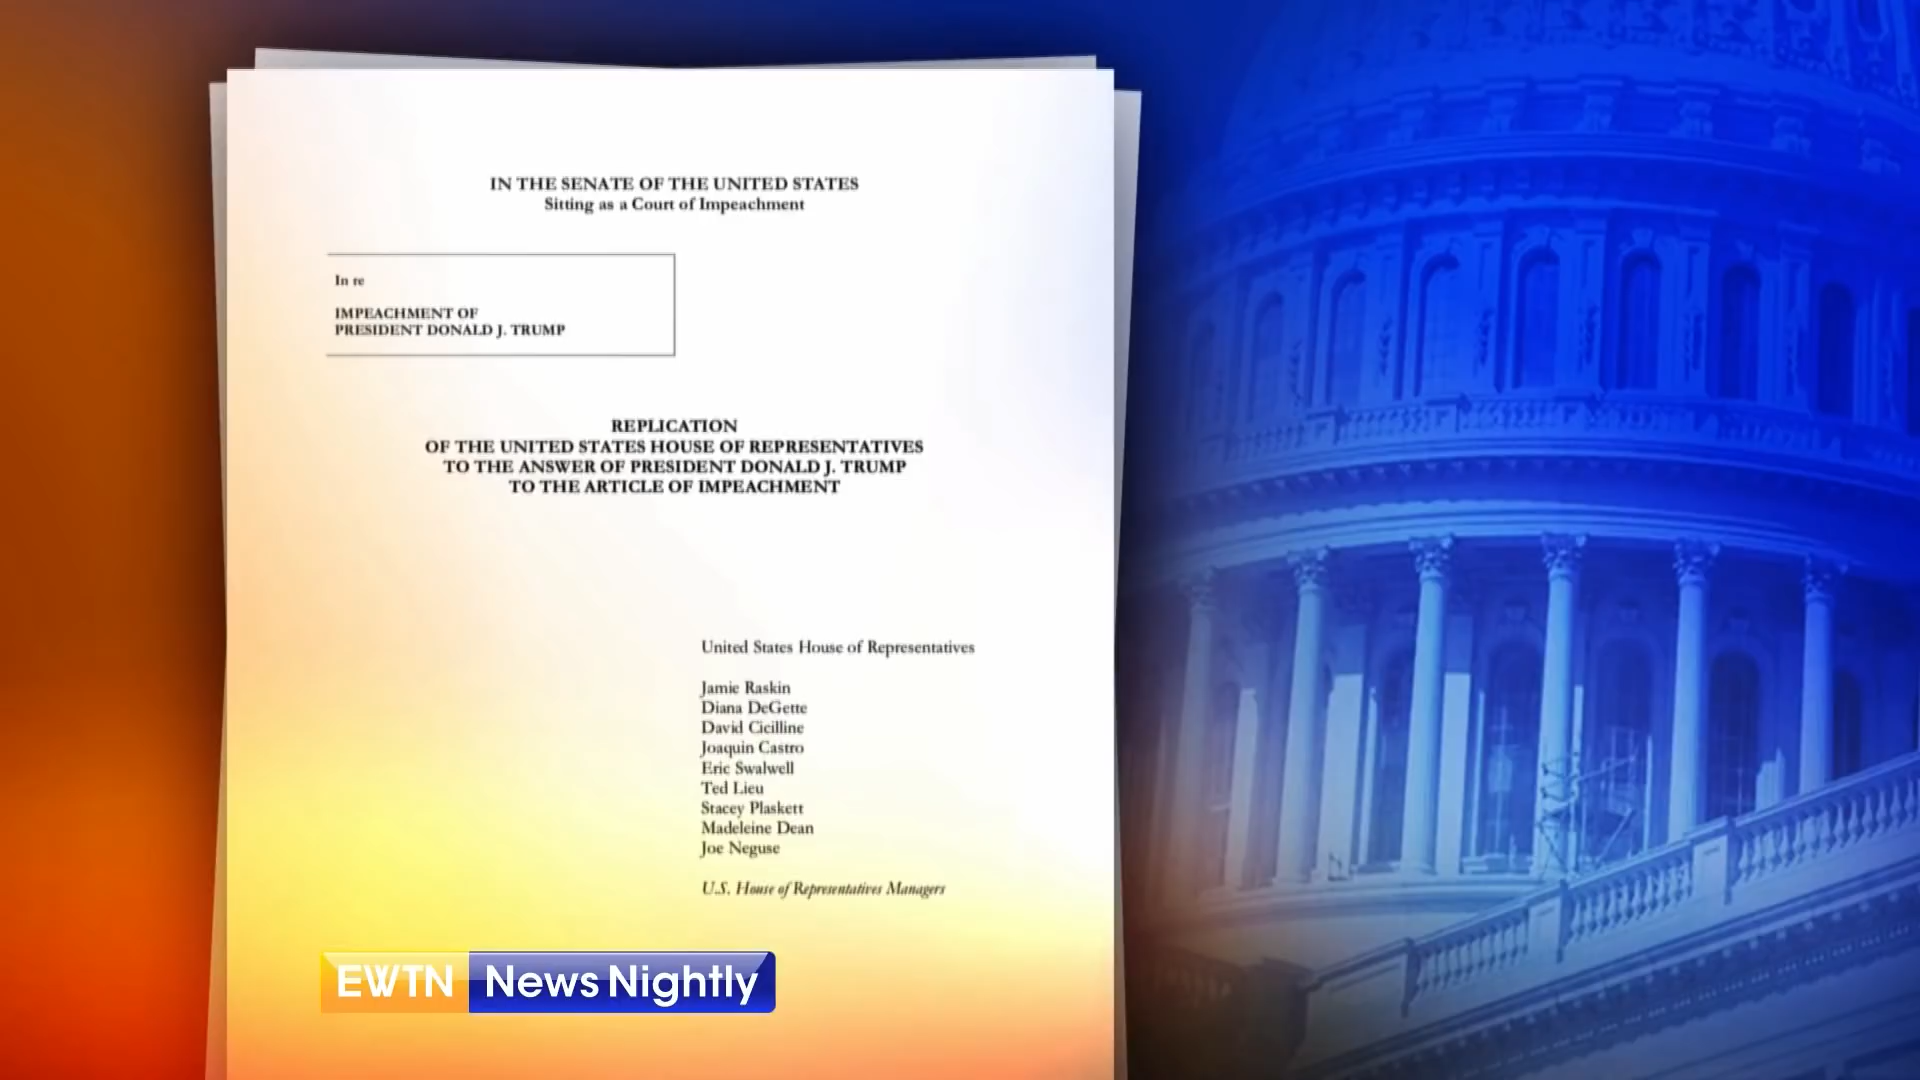 IN THE SENATE OF THE UNITED STATES
Sitting as a Court of Impeachment
In re
IMPEACHMENT OF
PRESIDENT DONALD J. TRUMP
REPLICATION
OF THE UNITED STATES HOUSE OF REPRESENTATIVES
TO THE ANSWER OF PRESIDENT DONALD J. TRUMP
TO THE ARTICLE OF IMPEACHMENT
United States House of Representatives
Jamie Raskin
Diana DeGette
David Cicilline
Joaquin Castro
Eric Swalwell
Ted Lieu
Stacey Plaskett
Madeleine Dean
Joe Neguse
U.S. House of Representatives Managers
EWTN News Nightly